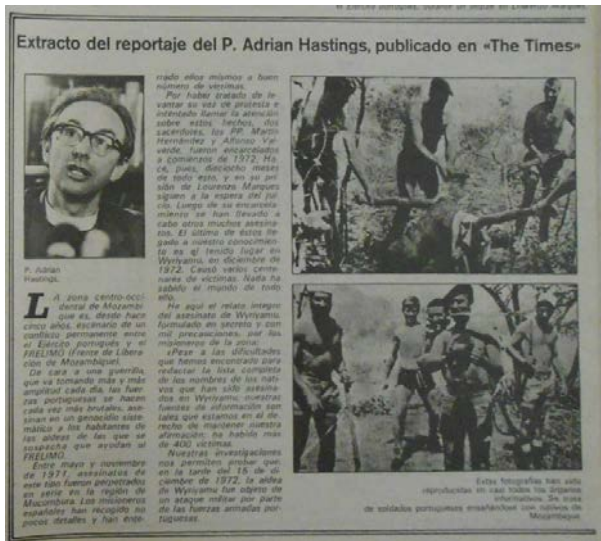 Extracto del reportaje del P. Adrian Hastings, publicado en «The Times»
P. Adrian
Hastings.
LA zona centro-occi-
dental de Mozambi-
que es, desde hace
cinco años, escenario de un
conflicto permanente entre
el Ejército portugués y el
FRELIMO (Frente de Libera-
ción de Mozambique).
De cara a una guerrilla,
que va tomando más y más
amplitud cada día, las fuer-
zas portuguesas se hacen
cada vez más brutales, ase-
sinan en un genocidio siste-
mático a los habitantes de
las aldeas de las que se
sospecha que ayudan al
FRELIMO.
Entre mayo y noviembre
de 1971, asesinatos de
este tipo fueron perpetrados
en serie en la región de
Mucumbura. Los misioneros
españoles han recogido no
pocos detalles y han ente-
rrado ellos mismos a buen
número de víctimas.
Por haber tratado de le-
vantar su voz de protesta e
intentado llamar la atención
sobre estos hechos, dos
sacerdotes, los PP. Martín
Hernández y Alfonso Val-
verde, fueron encarcelados
a comienzos de 1972. Ha-
ce, pues, dieciocho meses
de todo esto, y en su pri-
sión de Lourenzo Marques
siguen a la espera del jui-
cio. Luego de su encarcela-
miento se han llevado a
cabo otros muchos asesina-
tos. El último de éstos lle-
gado a nuestro conocimien-
to es el tenido lugar en
Wyriyamu, en diciembre de
1972. Causó varios cente-
nares de víctimas. Nada ha
sabido el mundo de todo
ello.
He aquí el relato íntegro
del asesinato de Wyriyamu,
formulado en secreto y con
mil precauciones, por los
misioneros de la zona:
«Pese a las dificultades
que hemos encontrado para
redactar la lista completa
de los nombres de los nati-
vos que han sido asesina-
dos en Wyriyamu, nuestras
fuentes de información son
tales que estamos en el de-
recho de mantener nuestra
afirmación: ha habido más
de 400 víctimas.
Nuestras investigaciones
nos permiten probar que,
en la tarde del 16 de di-
ciembre de 1972, la aldea
de Wyriyamu fue objeto de
un ataque militar por parte
de las fuerzas armadas por-
tuguesas.
Estas fotografías han sido
reproducidas en casi todos los órganos
informativos. Se trata
de soldados portugueses ensañándose con nativos de
Mozambique.